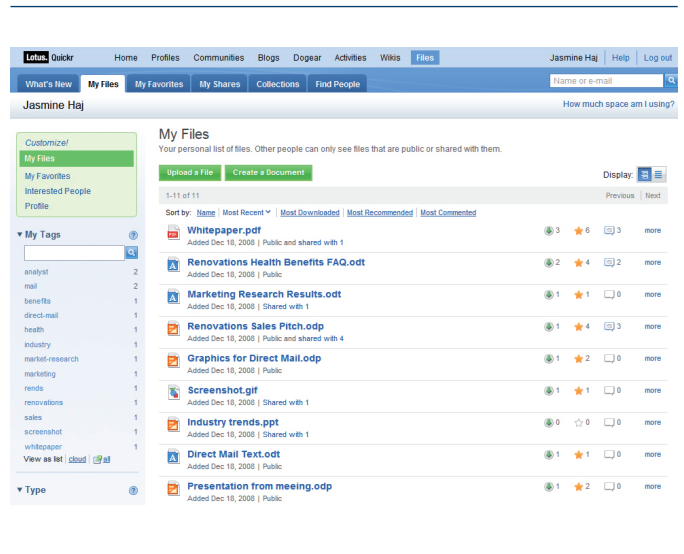 Lotus. Quickr Home Profiles Communities Blogs Dogear Activities Wikis Files Jasmine Haj Help Log out
What's New My Files My Favorites My Shares Collections Find People Name or e-mail
Jasmine Haj How much space am I using?
Customize!
My Files
My Favorites
Interested People
Profile
My Tags
analyst 2
mail 2
benefits 1
direct-mail 1
health 1
industry 1
market-research 1
marketing 1
rends 1
renovations 1
sales 1
screenshot 1
whitepaper 1
View as list cloud all
Type
My Files
Your personal list of files. Other people can only see files that are public or shared with them.
Upload a File Create a Document Display:
1-11 of 11 Previous Next
Sort by: Name Most Recent Most Downloaded Most Recommended Most Commented
Whitepaper.pdf 3 6 3 more
Added Dec 18, 2008 | Public and shared with 1
Renovations Health Benefits FAQ.odt 2 4 2 more
Added Dec 18, 2008 | Public
Marketing Research Results.odt 1 1 0 more
Added Dec 18, 2008 | Shared with 1
Renovations Sales Pitch.odp 1 4 3 more
Added Dec 18, 2008 | Public and shared with 4
Graphics for Direct Mail.odp 1 2 0 more
Added Dec 18, 2008 | Public
Screenshot.gif 1 1 0 more
Added Dec 18, 2008 | Shared with 1
Industry trends.ppt 0 0 0 more
Added Dec 18, 2008 | Shared with 1
Direct Mail Text.odt 1 1 0 more
Added Dec 18, 2008 | Public
Presentation from meeing.odp 1 2 0 more
Added Dec 18, 2008 | Public